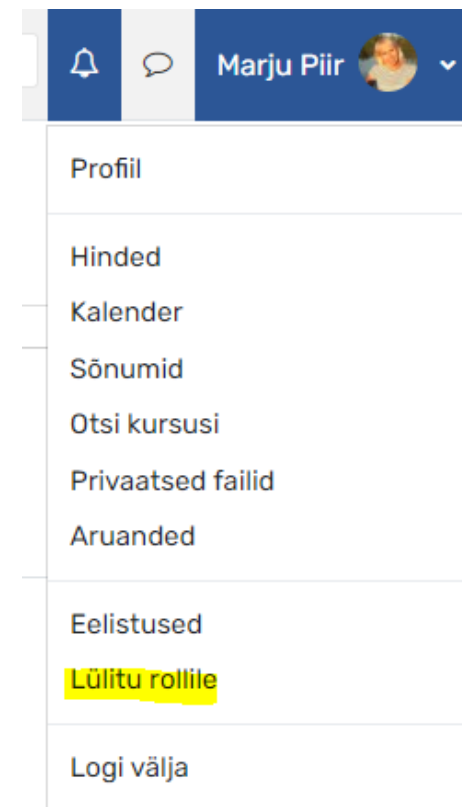 Marju Piir
Profiil
Hinded
Kalender
Sõnumid
Otsi kursusi
Privaatsed failid
Aruanded
Eelistused
Lülitu rollile
Logi välja